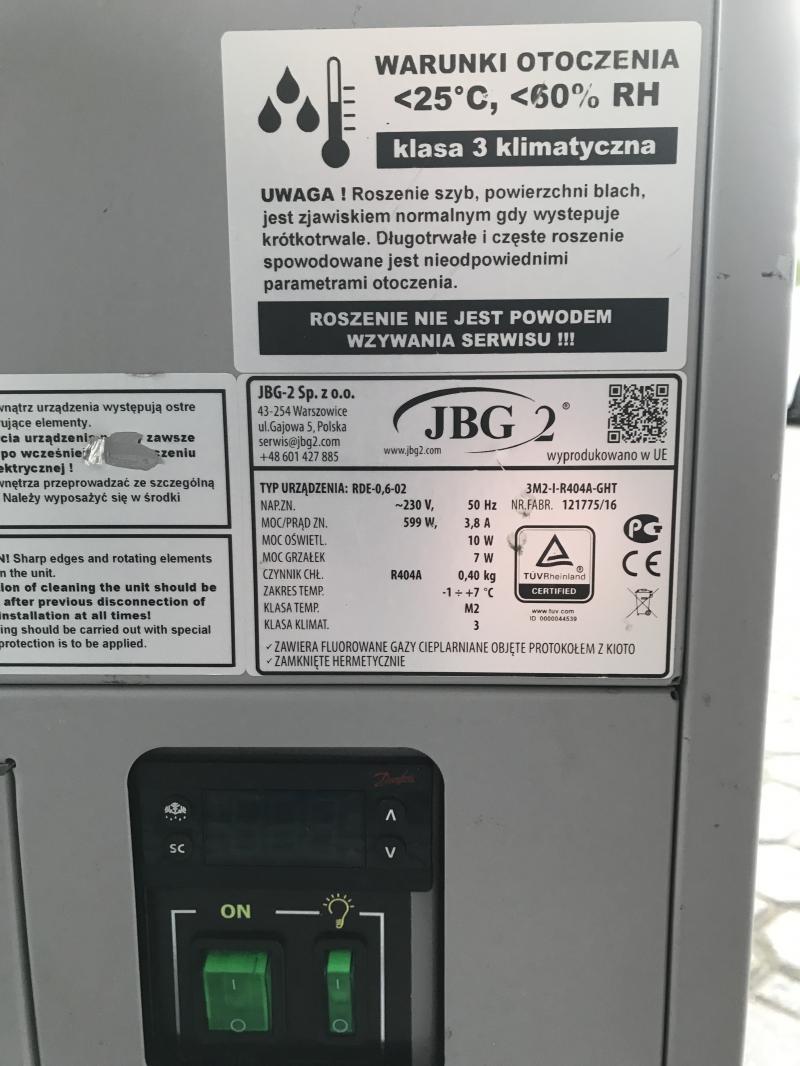 WARUNKI OTOCZENIA
<25°C, <60% RH
klasa 3 klimatyczna
UWAGA ! Roszenie szyb, powierzchni blach,
jest zjawiskiem normalnym gdy wystepuje
krótkotrwale. Długotrwałe i częste roszenie
spowodowane jest nieodpowiednimi
parametrami otoczenia.
ROSZENIE NIE JEST POWODEM
WZYWANIA SERWISU !!!
urządzenia występują ostre
elementy.
urządzeni zawsze
po
!
przeprowadzać ze szczególną
Należy wyposażyć się w środki
N! Sharp edges and rotating elements
n the unit.
ion of cleaning the unit should be
after previous disconnection of
installation at all times!
ing should be carried out with special
protection is to be applied.
JBG-2 Sp. z o.o.
43-254 Warszowice
ul.Gajowa 5, Polska
serwis@jbg2.com
+48 601 427 885
JBG 2®
www.jbg2.com
wyprodukowano w UE
TYP URZĄDZENIA: RDE-0,6-02 3M2-I-R404A-GHT
NAP.ZN. ~230 V, 50 Hz NR.FABR. 121775/16
MOC/PRĄD ZN. 599 W, 3,8 A
MOC OŚWIETL. 10 W
MOC GRZAŁEK 7 W
CZYNNIK CHŁ. R404A 0,40 kg
ZAKRES TEMP. -1 ÷ +7 °C
KLASA TEMP. M2
KLASA KLIMAT. 3
TÜVRheinland ®
CERTIFIED
www.tuv.com
ID 0000044539
PG
CE
✓ZAWIERA FLUOROWANE GAZY CIEPLARNIANE OBJĘTE PROTOKOŁEM Z KIOTO
✓ZAMKNIĘTE HERMETYCZNIE
Danfoss
SC
ON